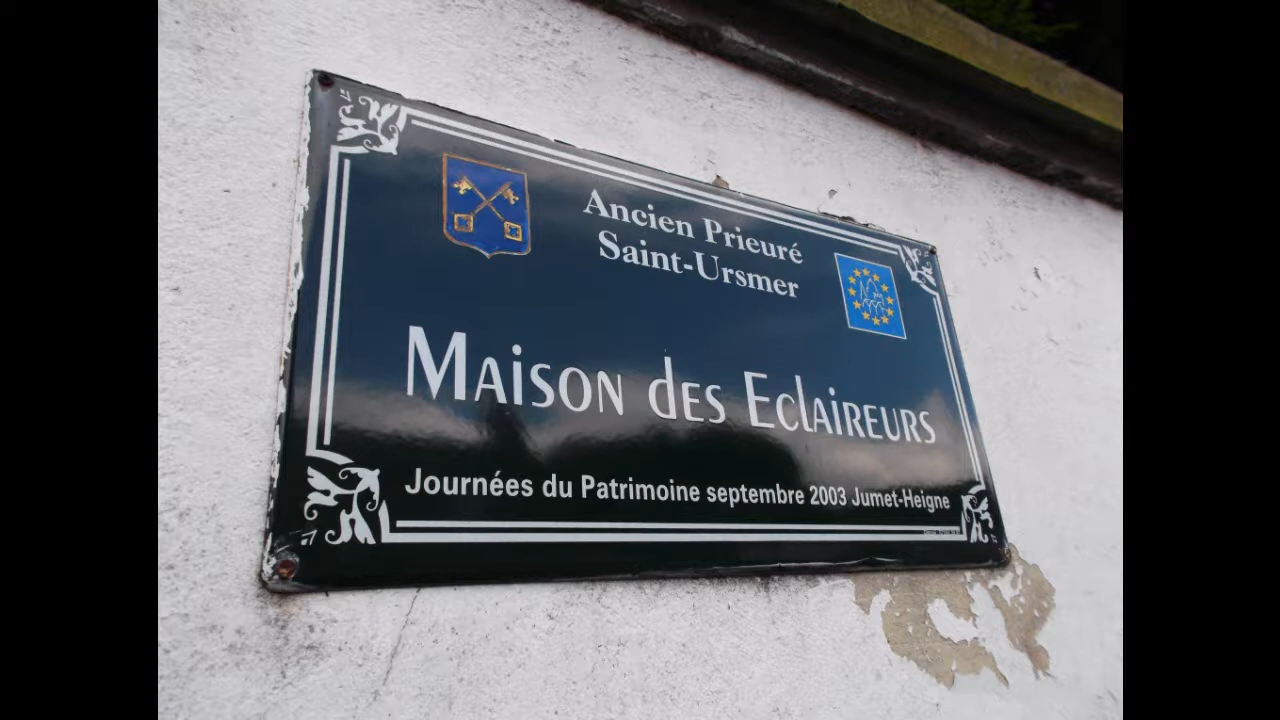 Ancien Prieuré
Saint-Ursmer
Maison des Eclaireurs
Journées du Patrimoine septembre 2003 Jumet-Heigne